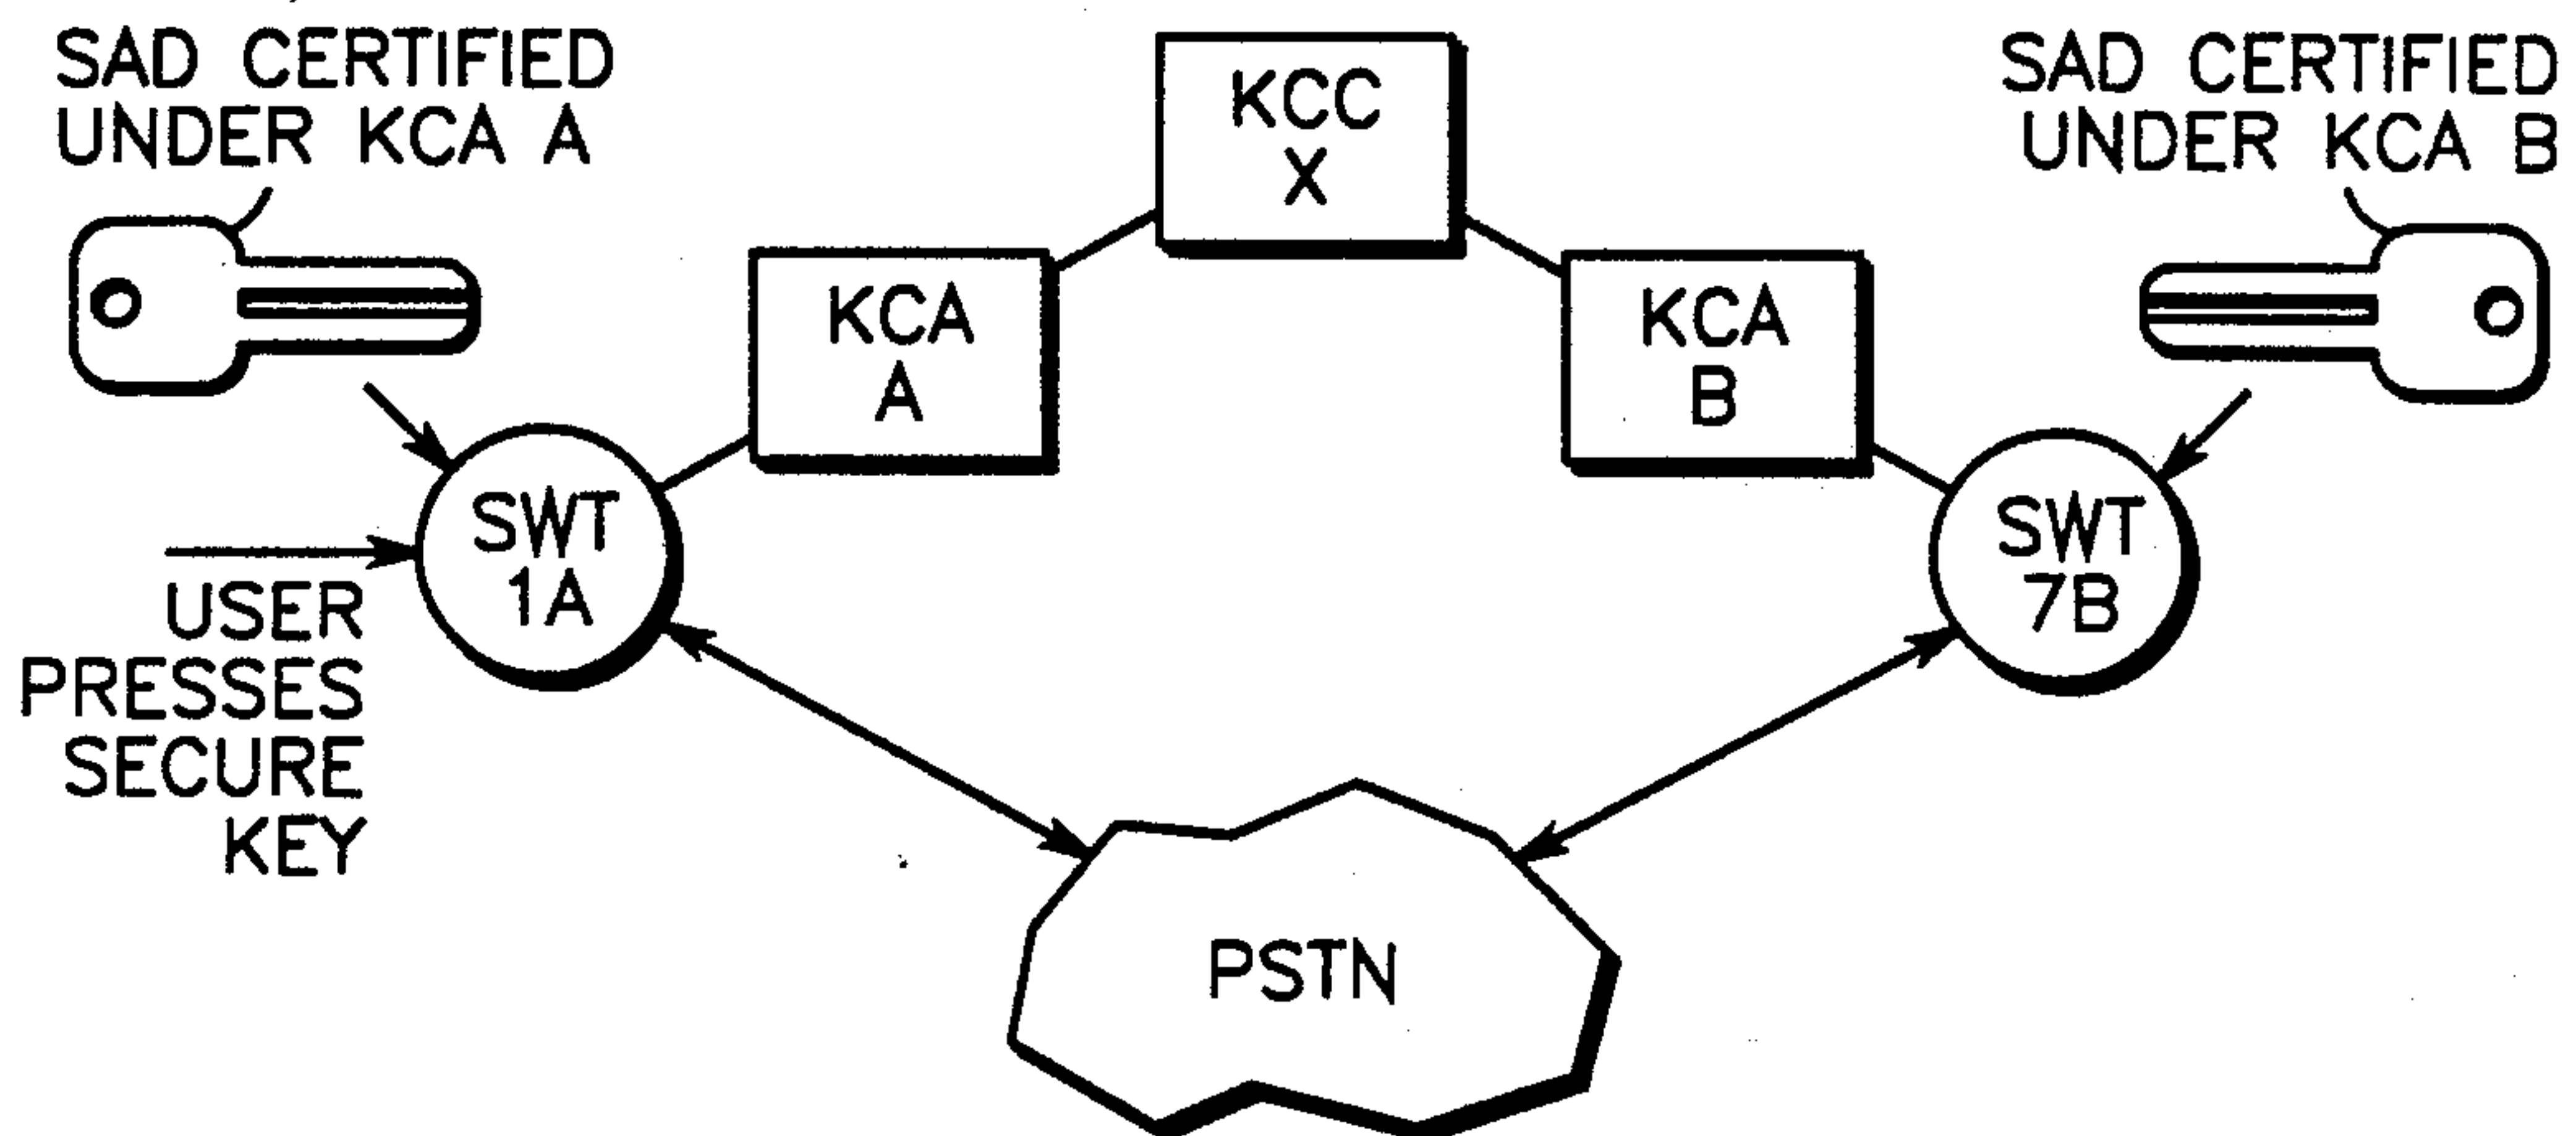 SAD CERTIFIED
UNDER KCA A
KCC
X
SAD CERTIFIED
UNDER KCA B
KCA
A
KCA
B
SWT
1A
SWT
7B
USER
PRESSES
SECURE
KEY
PSTN